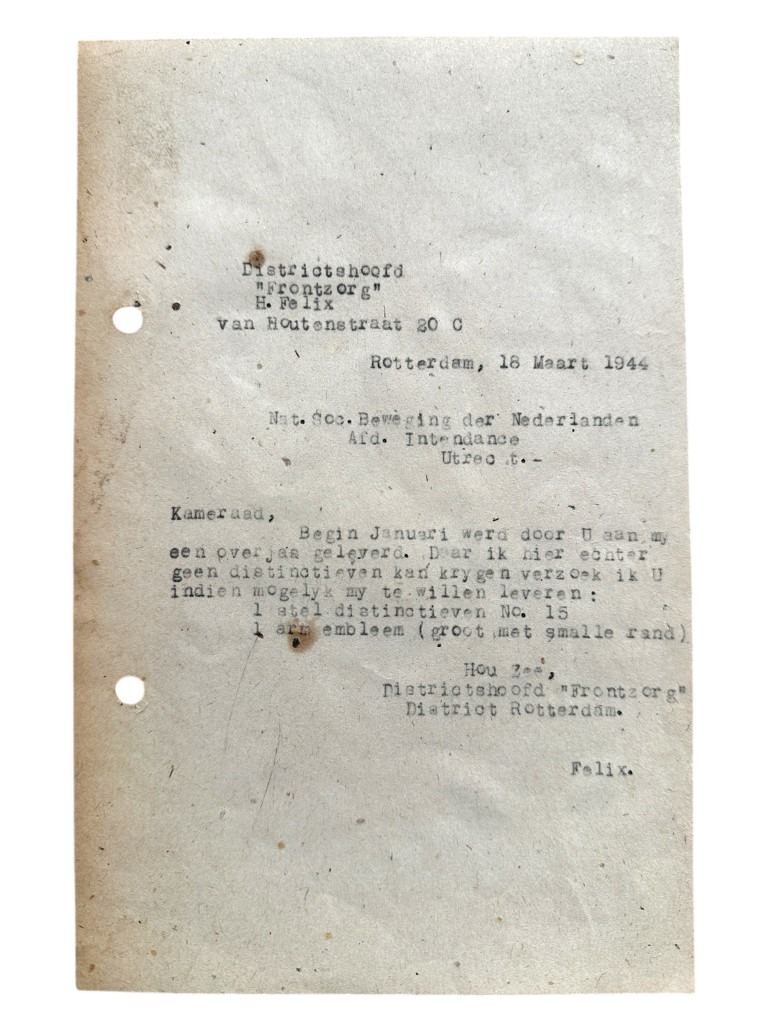 Districtshoofd
"Frontzorg"
H. Felix
van Houtenstraat 20 C
Rotterdam, 18 Maart 1944
Nat. Soc. Beweging der Nederlanden
Afd. Intendance
Utrec t.-
Kameraad,
Begin Januari werd door U aan my
een overjas geleverd. Daar ik hier echter
geen distinctieven kan krygen verzoek ik U
indien mogelyk my te willen leveren:
1 stel distinctieven No. 15
1 arm embleem (groot met smalle rand)
Hou Zee,
Districtshoofd "Frontzorg"
District Rotterdam.
Felix.